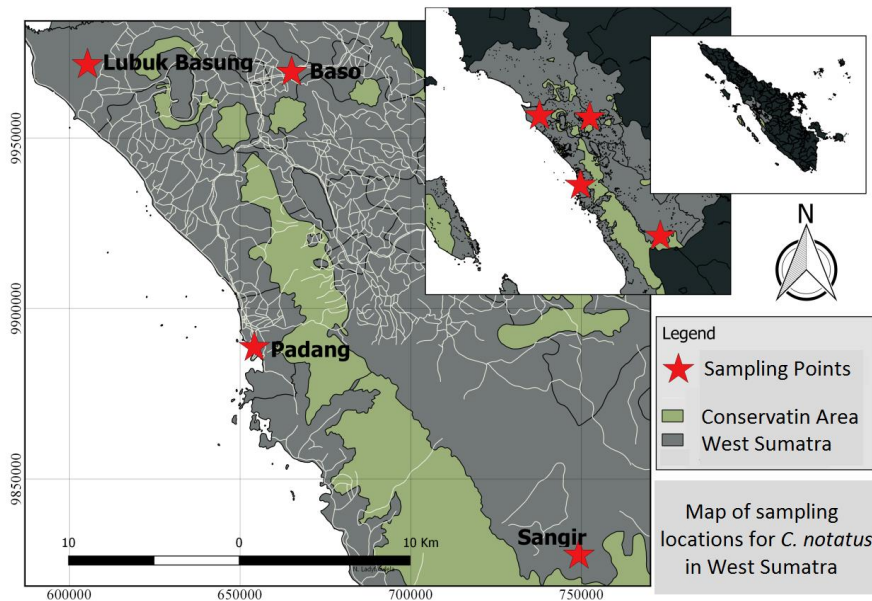 Lubuk Basung
Baso
Padang
Sangir
9950000
9900000
9850000
10
0
10 Km
600000
650000
700000
750000
N
Legend
Sampling Points
Conservatin Area
West Sumatra
Map of sampling
locations for C. notatus
in West Sumatra